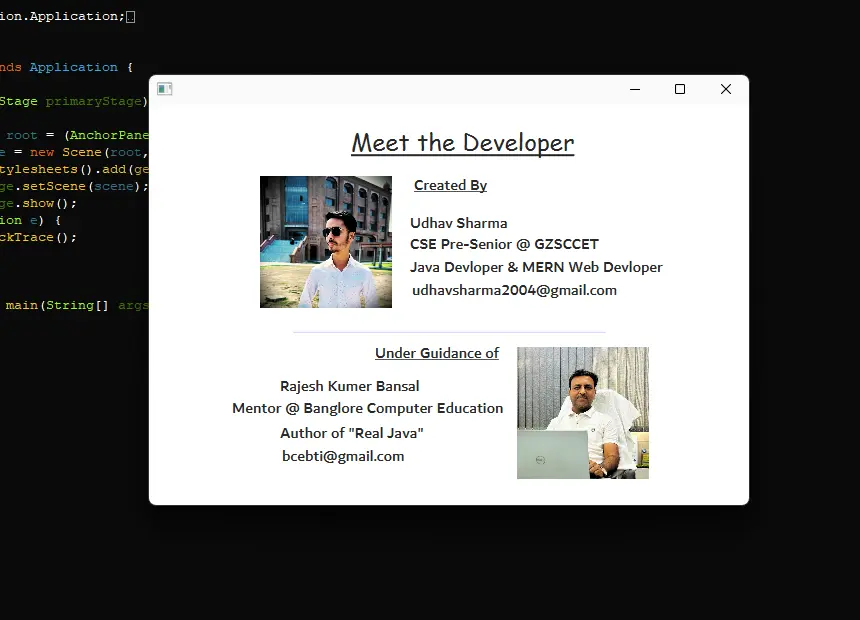 ion.Application;
nds Application {
Stage primaryStage)
root = (AnchorPane
e = new Scene(root,
tylesheets().add(ge
ge.setScene(scene);
ge.show();
ion e) {
ckTrace();
main(String[] args
Meet the Developer
Created By
Udhav Sharma
CSE Pre-Senior @ GZSCCET
Java Devloper & MERN Web Devloper
udhavsharma2004@gmail.com
Under Guidance of
Rajesh Kumer Bansal
Mentor @ Banglore Computer Education
Author of "Real Java"
bcebti@gmail.com